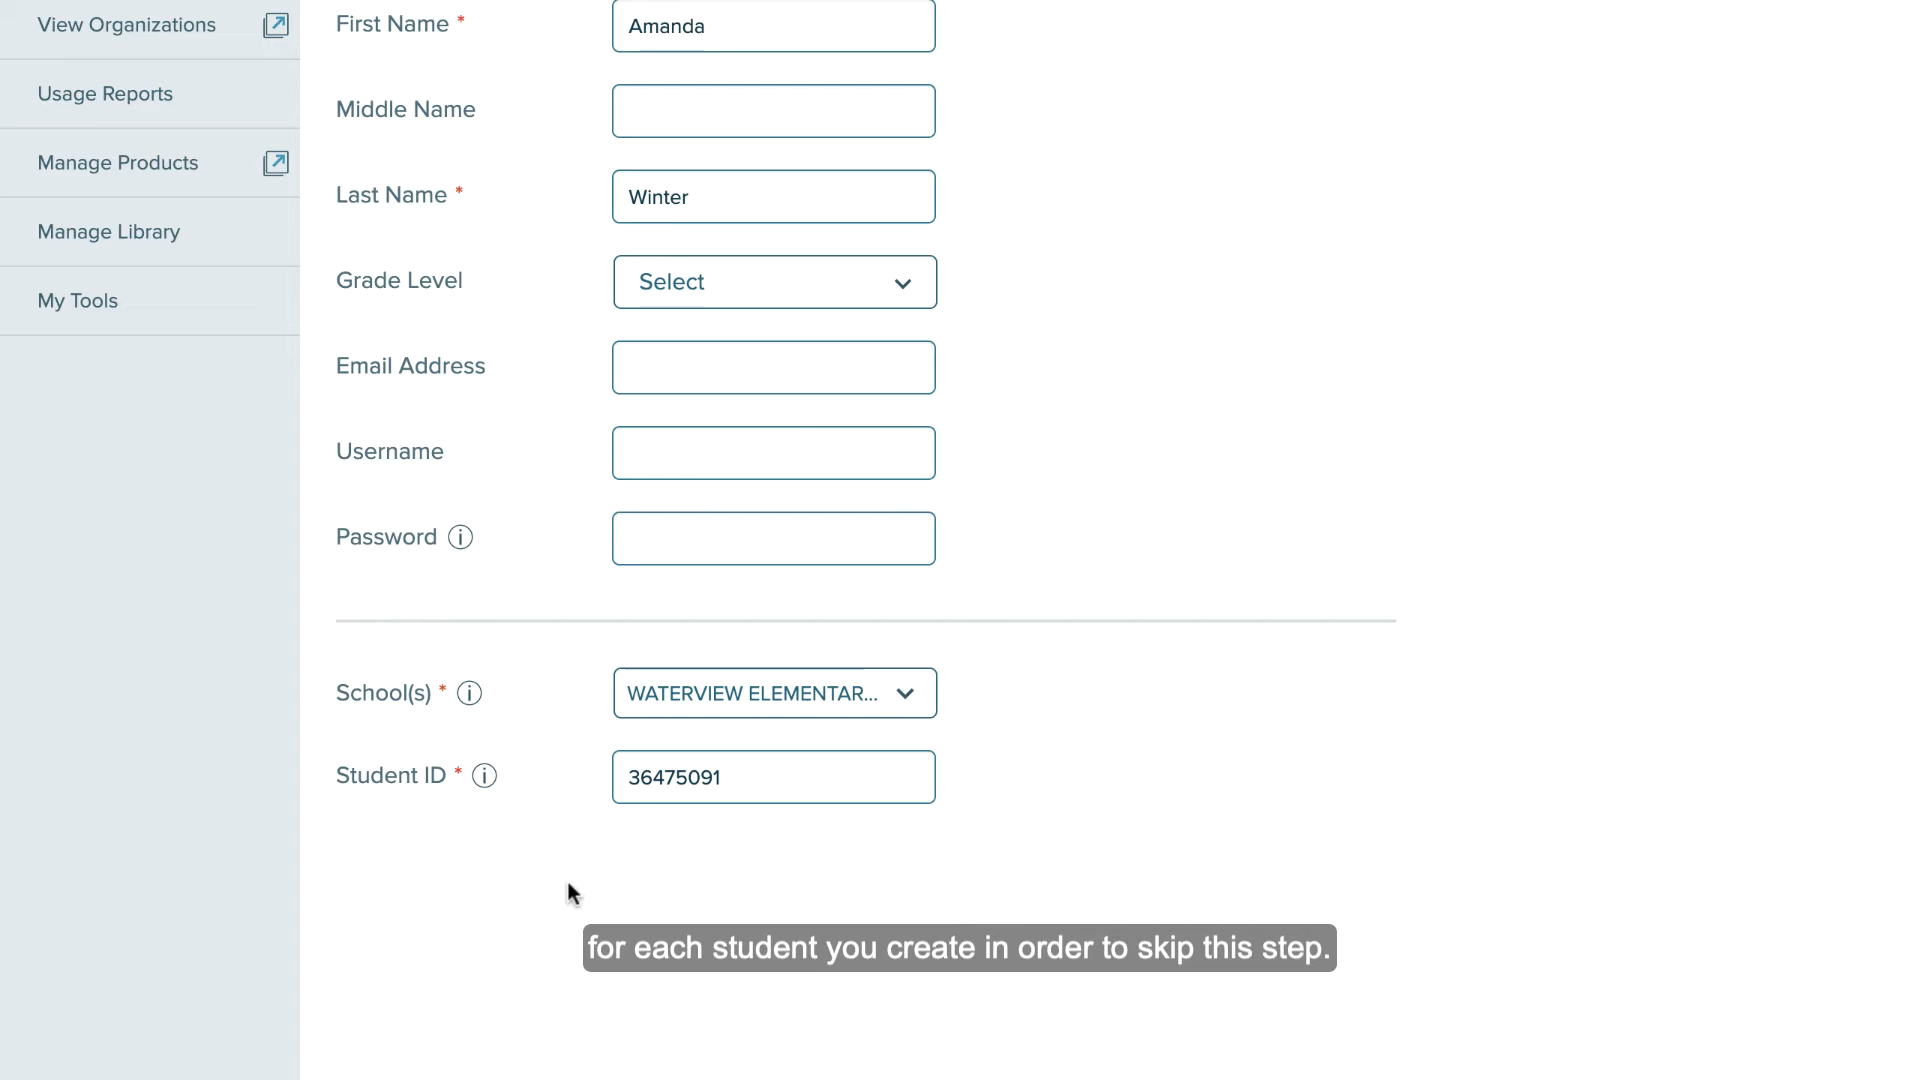 View Organizations
Usage Reports
Manage Products
Manage Library
My Tools
First Name *
Amanda
Middle Name
Last Name *
Winter
Grade Level
Select
Email Address
Username
Password
School(s) *
WATERVIEW ELEMENTAR...
Student ID *
36475091
for each student you create in order to skip this step.